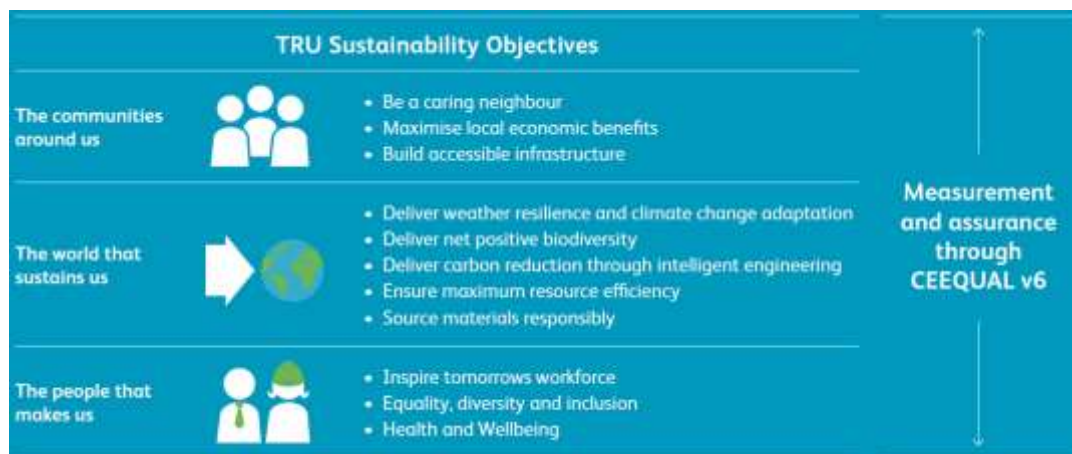 TRU Sustainability Objectives
The communities
around us
• Be a caring neighbour
• Maximise local economic benefits
• Build accessible infrastructure
The world that
sustains us
• Deliver weather resilience and climate change adaptation
• Deliver net positive biodiversity
• Deliver carbon reduction through intelligent engineering
• Ensure maximum resource efficiency
• Source materials responsibly
The people that
makes us
• Inspire tomorrows workforce
• Equality, diversity and inclusion
• Health and Wellbeing
Measurement
and assurance
through
CEEQUAL v6